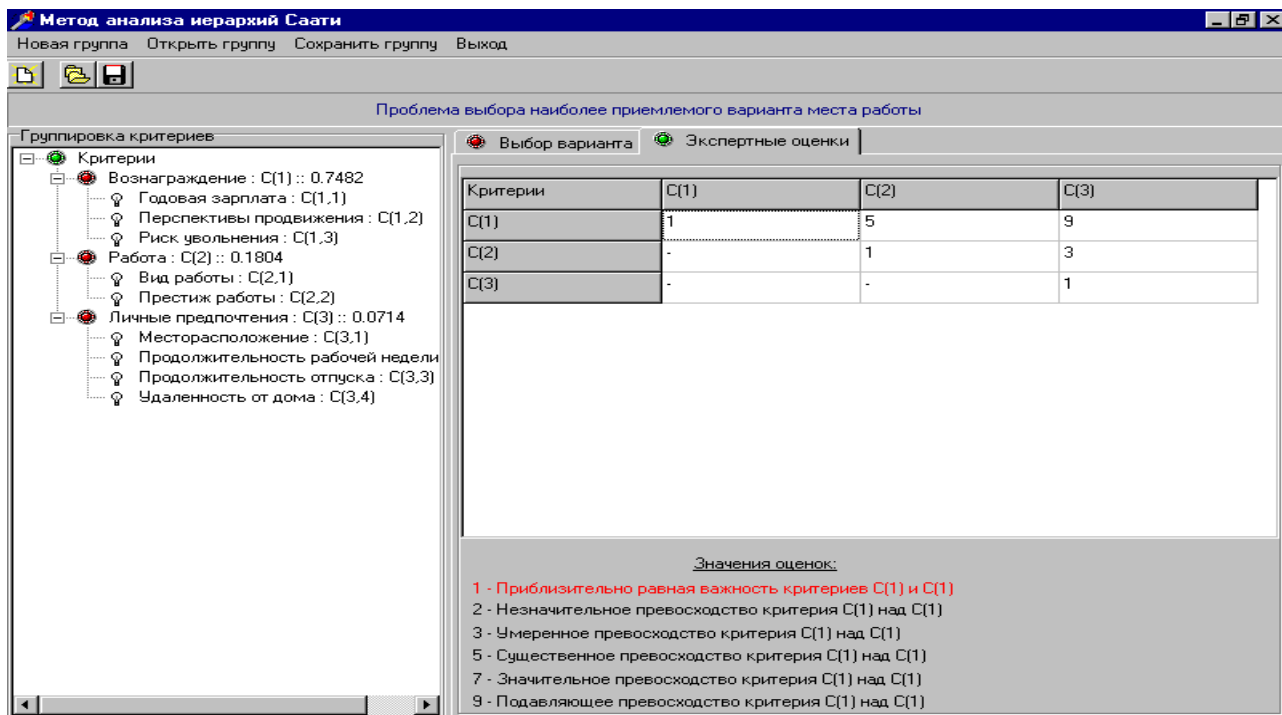 Метод анализа иерархий Саати
Новая группа Открыть группу Сохранить группу Выход
Проблема выбора наиболее приемлемого варианта места работы
Группировка критериев
Критерии
Вознаграждение : C(1) :: 0.7482
Годовая зарплата : C(1,1)
Перспективы продвижения : C(1,2)
Риск увольнения : C(1,3)
Работа : C(2) :: 0.1804
Вид работы : C(2,1)
Престиж работы : C(2,2)
Личные предпочтения : C(3) :: 0.0714
Месторасположение : C(3,1)
Продолжительность рабочей недели
Продолжительность отпуска : C(3,3)
Удаленность от дома : C(3,4)
Выбор варианта Экспертные оценки
Критерии C(1) C(2) C(3)
C(1) 1 5 9
C(2) - 1 3
C(3) - - 1
Значения оценок:
1 - Приблизительно равная важность критериев C(1) и C(1)
2 - Незначительное превосходство критерия C(1) над C(1)
3 - Умеренное превосходство критерия C(1) над C(1)
5 - Существенное превосходство критерия C(1) над C(1)
7 - Значительное превосходство критерия C(1) над C(1)
9 - Подавляющее превосходство критерия C(1) над C(1)